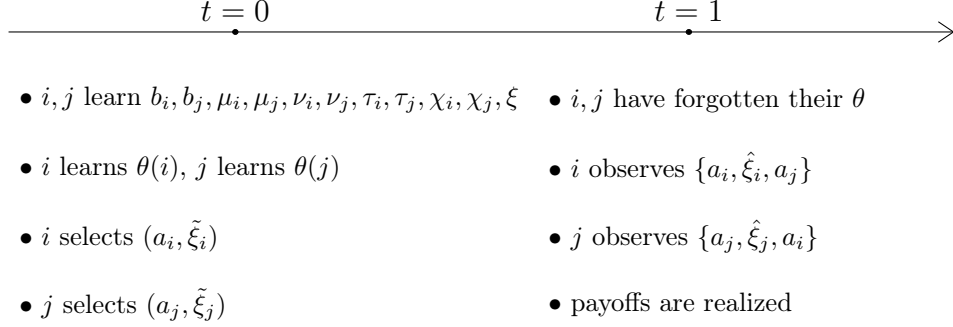 t = 0
t = 1
• i, j learn b_i, b_j, μ_i, μ_j, ν_i, ν_j, τ_i, τ_j, χ_i, χ_j, ξ
• i learns θ(i), j learns θ(j)
• i selects (a_i, ξ̃_i)
• j selects (a_j, ξ̃_j)
• i, j have forgotten their θ
• i observes {a_i, ξ̂_i, a_j}
• j observes {a_j, ξ̂_j, a_i}
• payoffs are realized